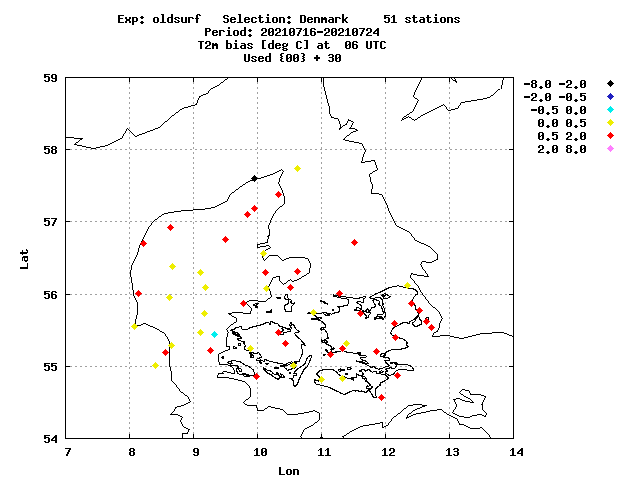 Exp: oldsurf   Selection: Denmark     51 stations
Period: 20210716-20210724
T2m bias [deg C] at  06 UTC
Used {00} + 30
-8.0 -2.0
-2.0 -0.5
-0.5 0.0
0.0 0.5
0.5 2.0
2.0 8.0
59
58
57
56
55
54
Lat
7 8 9 10 11 12 13 14
Lon